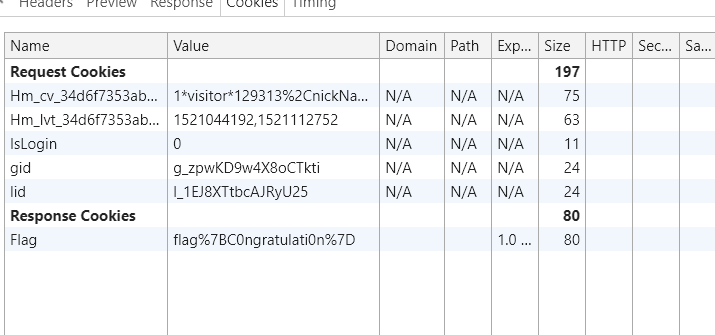 Headers Preview Response Cookies Timing
Name Value Domain Path Exp... Size HTTP Sec... Sa...
Request Cookies 197
Hm_cv_34d6f7353ab... 1*visitor*129313%2CnickNa... N/A N/A N/A 75
Hm_lvt_34d6f7353ab... 1521044192,1521112752 N/A N/A N/A 63
IsLogin 0 N/A N/A N/A 11
gid g_zpwKD9w4X8oCTkti N/A N/A N/A 24
lid l_1EJ8XTtbcAJRyU25 N/A N/A N/A 24
Response Cookies 80
Flag flag%7BC0ngratulati0n%7D 1.0 ... 80